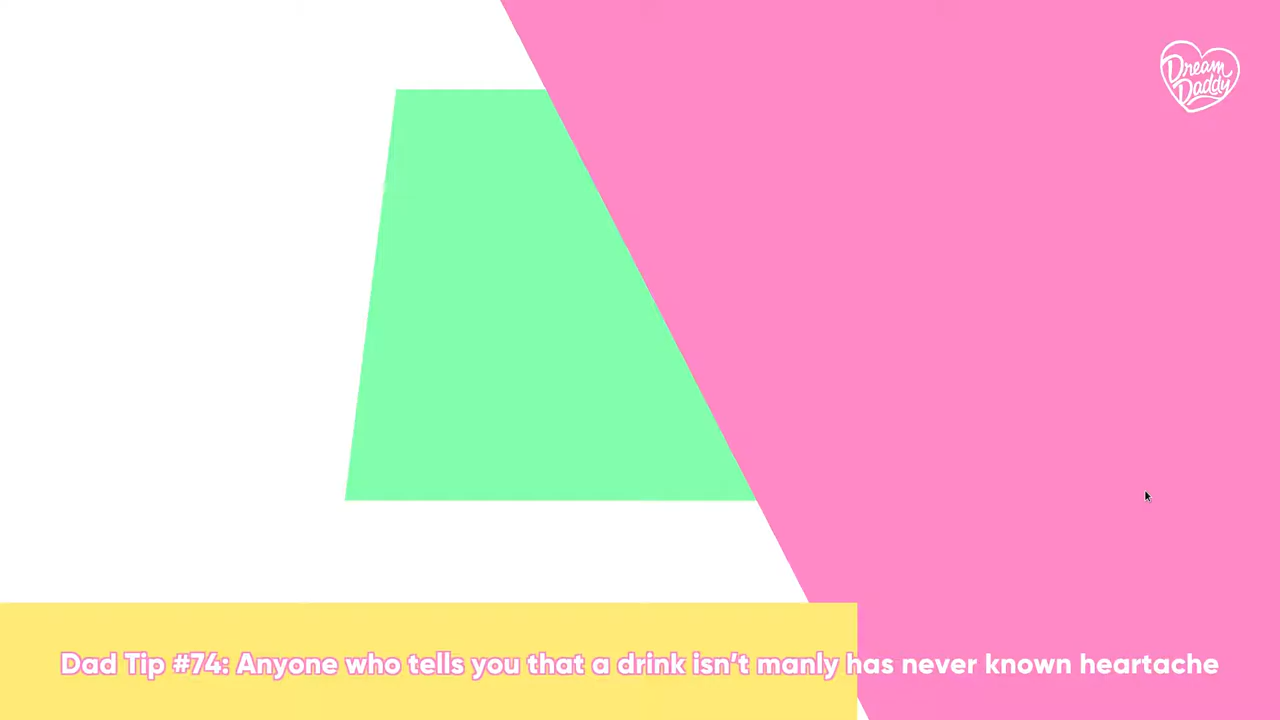 Dream
Daddy
Dad Tip #74: Anyone who tells you that a drink isn’t manly has never known heartache